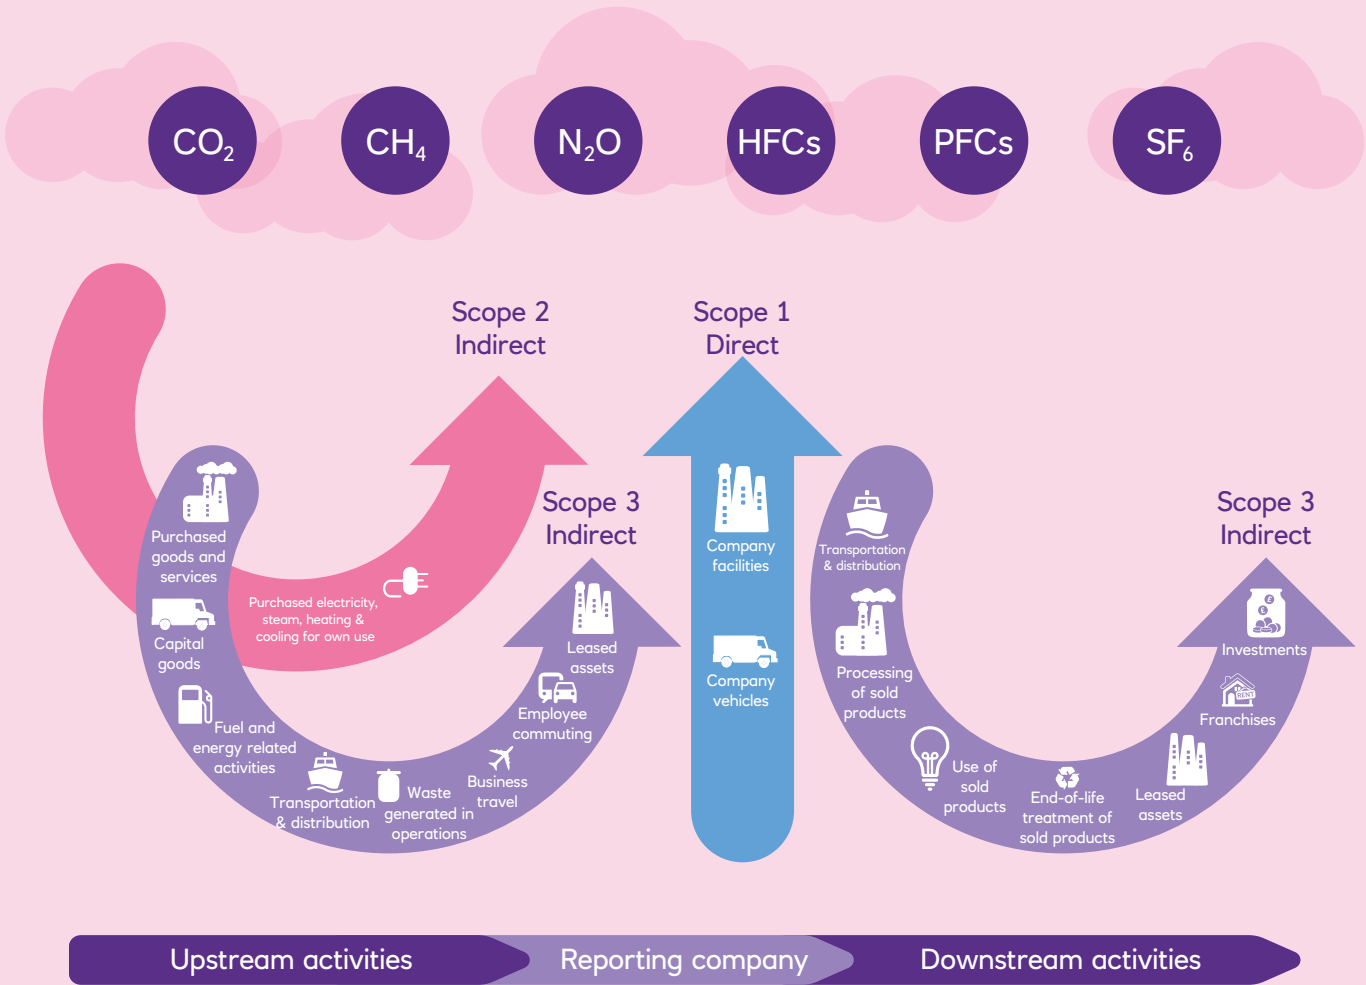 CO₂
CH₄
N₂O
HFCs
PFCs
SF₆
Scope 2
Indirect
Scope 1
Direct
Scope 3
Indirect
Scope 3
Indirect
Purchased
goods and
services
Capital
goods
Fuel and
energy related
activities
Transportation
& distribution
Waste
generated in
operations
Business
travel
Employee
commuting
Leased
assets
Purchased electricity,
steam, heating &
cooling for own use
Company
facilities
Company
vehicles
Transportation
& distribution
Processing
of sold
products
Use of
sold
products
End-of-life
treatment of
sold products
Leased
assets
RENT
Franchises
£
£
Investments
Upstream activities
Reporting company
Downstream activities